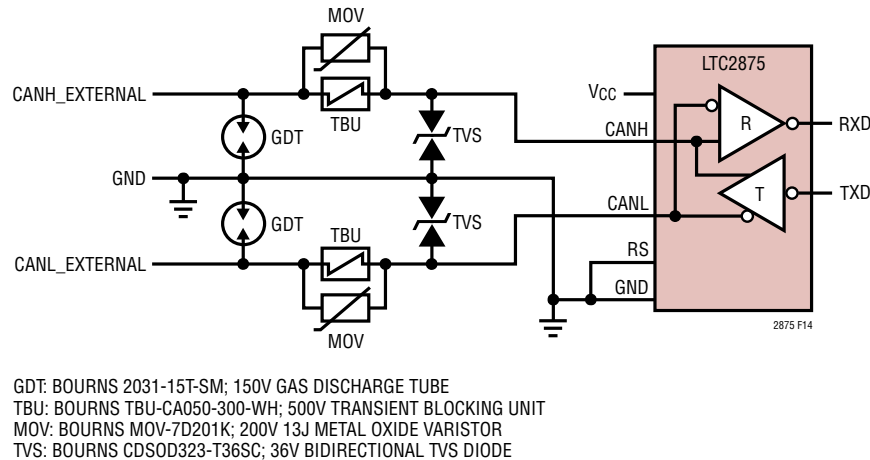 MOV
CANH_EXTERNAL
TBU
GDT
TVS
GND
GDT
TVS
TBU
CANL_EXTERNAL
MOV
LTC2875
VCC
CANH
R
RXD
T
TXD
CANL
RS
GND
2875 F14
GDT: BOURNS 2031-15T-SM; 150V GAS DISCHARGE TUBE
TBU: BOURNS TBU-CA050-300-WH; 500V TRANSIENT BLOCKING UNIT
MOV: BOURNS MOV-7D201K; 200V 13J METAL OXIDE VARISTOR
TVS: BOURNS CDSOD323-T36SC; 36V BIDIRECTIONAL TVS DIODE